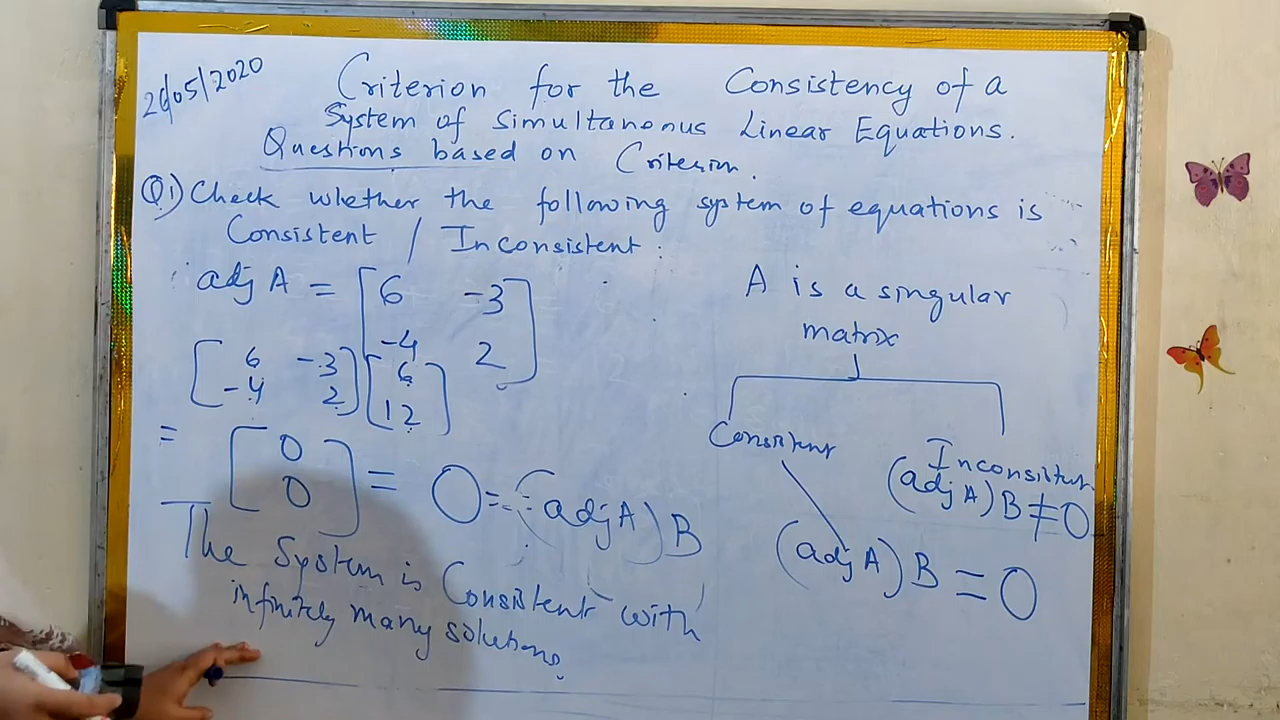 26/05/2020
Criterion for the Consistency of a
System of Simultanenus Linear Equations.
Questions based on Criterion.
Q1) Check whether the following system of equations is
Consistent / Inconsistent :
adj A = [6 -3
-4 2]
[6 -3
-4 2] [6
12]
= [0
0] = O = (adj A) B
The System is Consistent with
infinitely many solutions.
A is a singular
matrix
Consistent
Inconsistent
(adj A) B ≠ O
(adj A) B = O